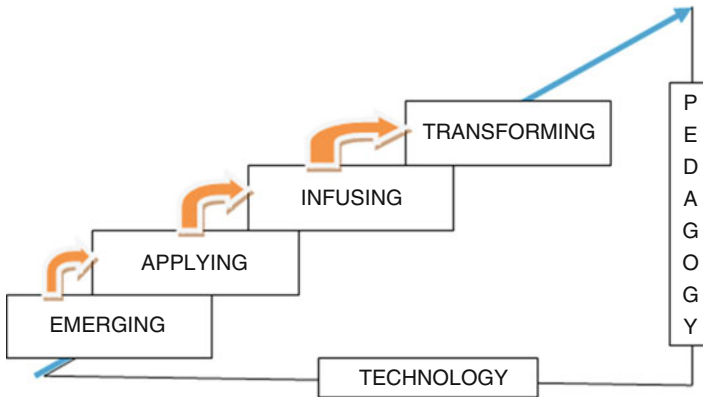 TRANSFORMING
INFUSING
APPLYING
EMERGING
TECHNOLOGY
PEDAGOGY